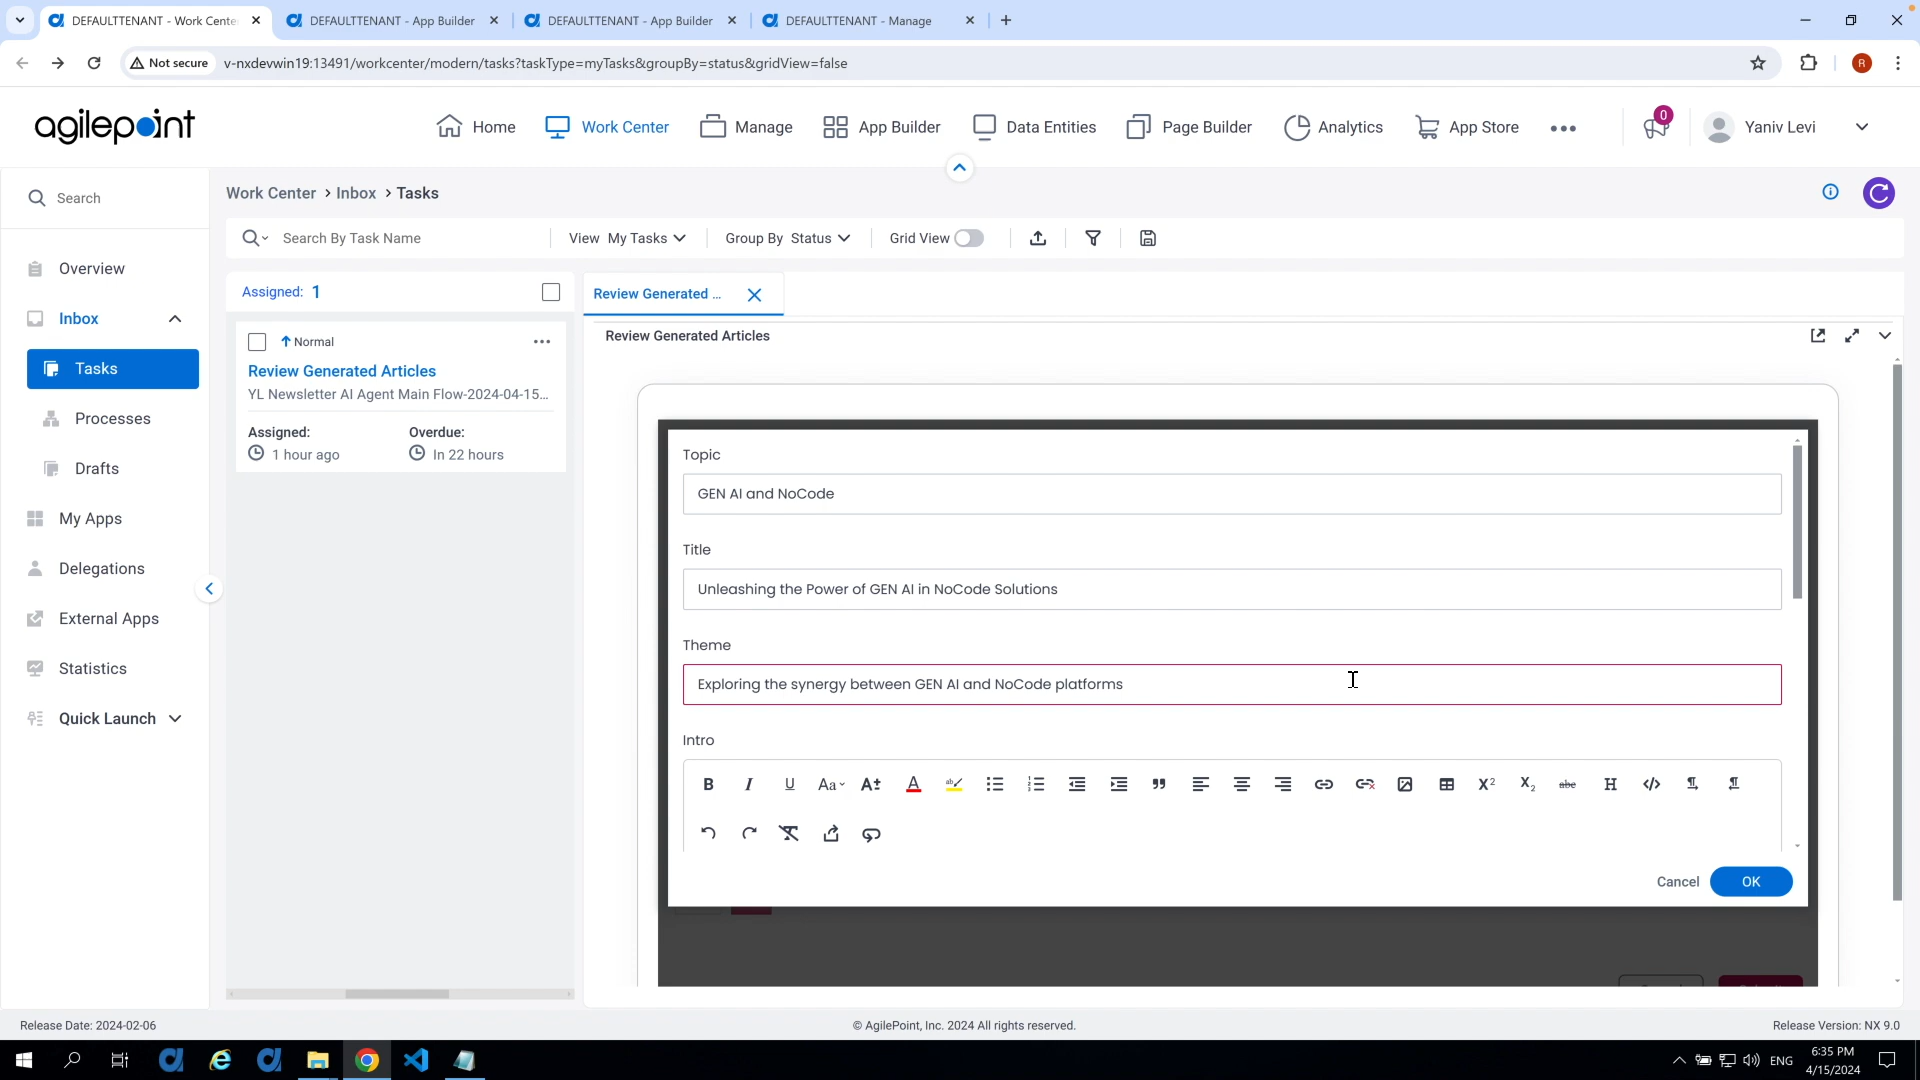 DEFAULTTENANT - Work Cente
DEFAULTTENANT - App Builder
DEFAULTTENANT - App Builder
DEFAULTTENANT - Manage
Not secure
v-nxdevwin19:13491/workcenter/modern/tasks?taskType=myTasks&groupBy=status&gridView=false
R
agilepoint
Home
Work Center
Manage
App Builder
Data Entities
Page Builder
Analytics
App Store
0
Yaniv Levi
Search
Work Center > Inbox > Tasks
Search By Task Name
View My Tasks
Group By Status
Grid View
Overview
Inbox
Tasks
Processes
Drafts
My Apps
Delegations
External Apps
Statistics
Quick Launch
Assigned: 1
Normal
Review Generated Articles
YL Newsletter AI Agent Main Flow-2024-04-15...
Assigned:
Overdue:
1 hour ago
In 22 hours
Review Generated ...
Review Generated Articles
Topic
GEN AI and NoCode
Title
Unleashing the Power of GEN AI in NoCode Solutions
Theme
Exploring the synergy between GEN AI and NoCode platforms
Intro
Cancel
OK
Release Date: 2024-02-06
© AgilePoint, Inc. 2024 All rights reserved.
Release Version: NX 9.0
ENG
6:35 PM
4/15/2024